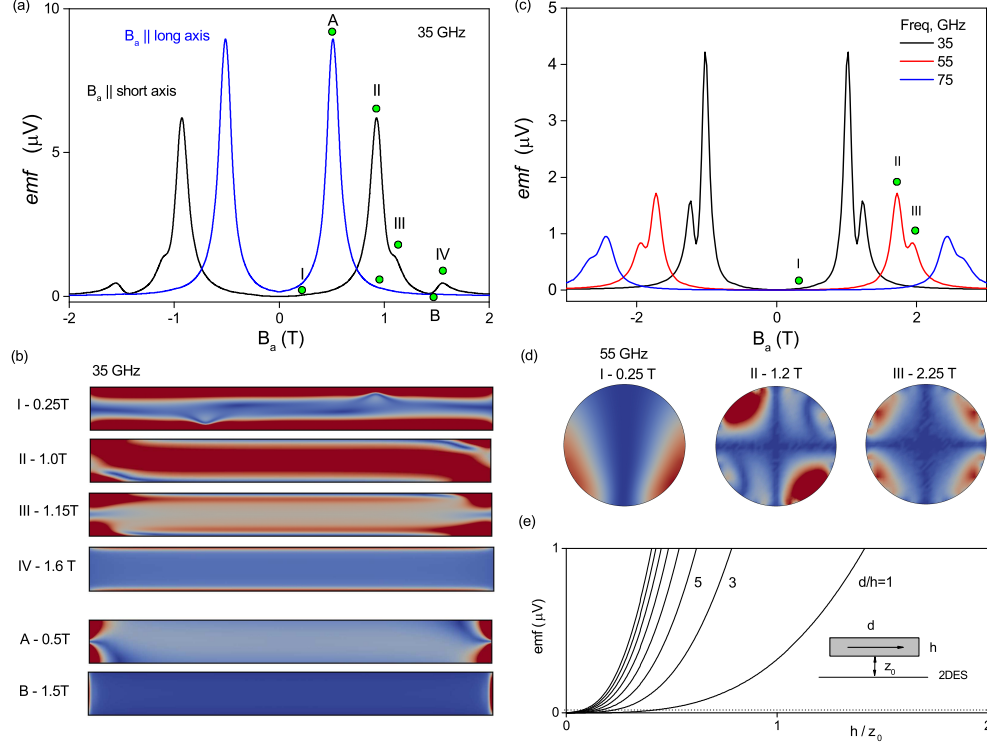 (a)
10
5
0
emf (μV)
B_a || long axis
B_a || short axis
35 GHz
A
II
III
IV
I
B
-2 -1 0 1 2
B_a (T)
(b)
35 GHz
I - 0.25T
II - 1.0T
III - 1.15T
IV - 1.6 T
A - 0.5T
B - 1.5T
(c)
5
4
3
2
1
0
emf (μV)
Freq, GHz
35
55
75
II
III
I
-2 0 2
B_a (T)
(d)
55 GHz
I - 0.25 T
II - 1.2 T
III - 2.25 T
(e)
1
0
emf (μV)
5
3
d/h=1
d
h
z_0
2DES
0 1 2
h / z_0